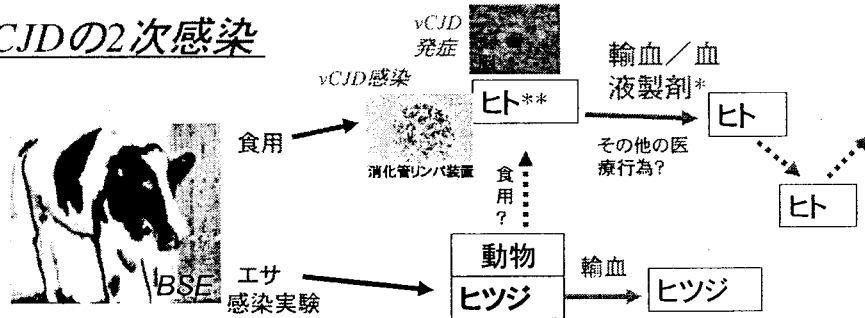 CJDの2次感染
vCJD
発症
vCJD感染
消化管リンパ装置
ヒト**
輸血/血
液製剤*
その他の医
療行為?
ヒト
ヒト
食用
食用?
BSE
エサ
感染実験
動物
ヒツジ
輸血
ヒツジ